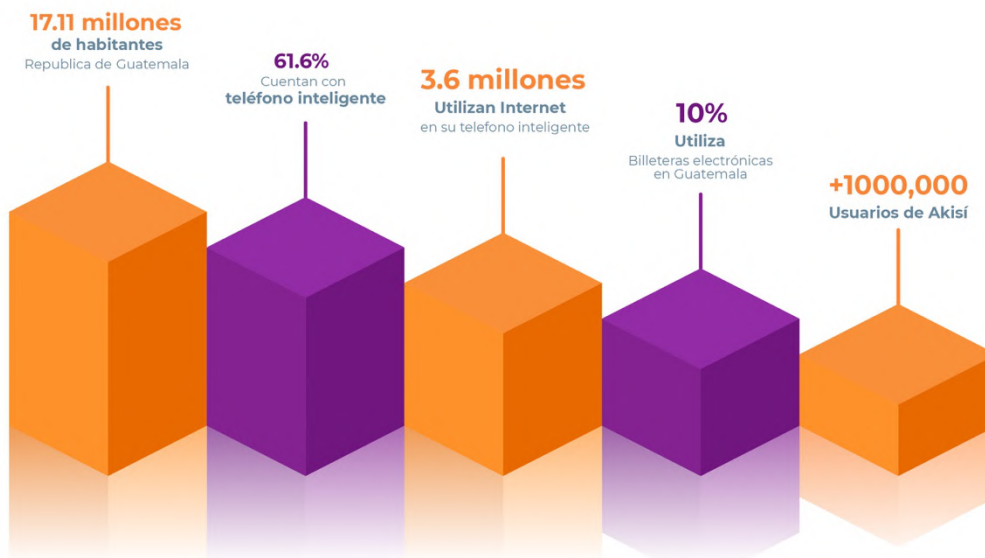 17.11 millones
de habitantes
Republica de Guatemala
61.6%
Cuentan con
teléfono inteligente
3.6 millones
Utilizan Internet
en su telefono inteligente
10%
Utiliza
Billeteras electrónicas
en Guatemala
+1000,000
Usuarios de Akisí